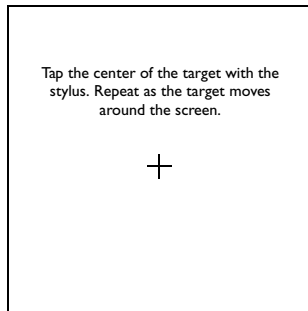 Tap the center of the target with the
stylus. Repeat as the target moves
around the screen.